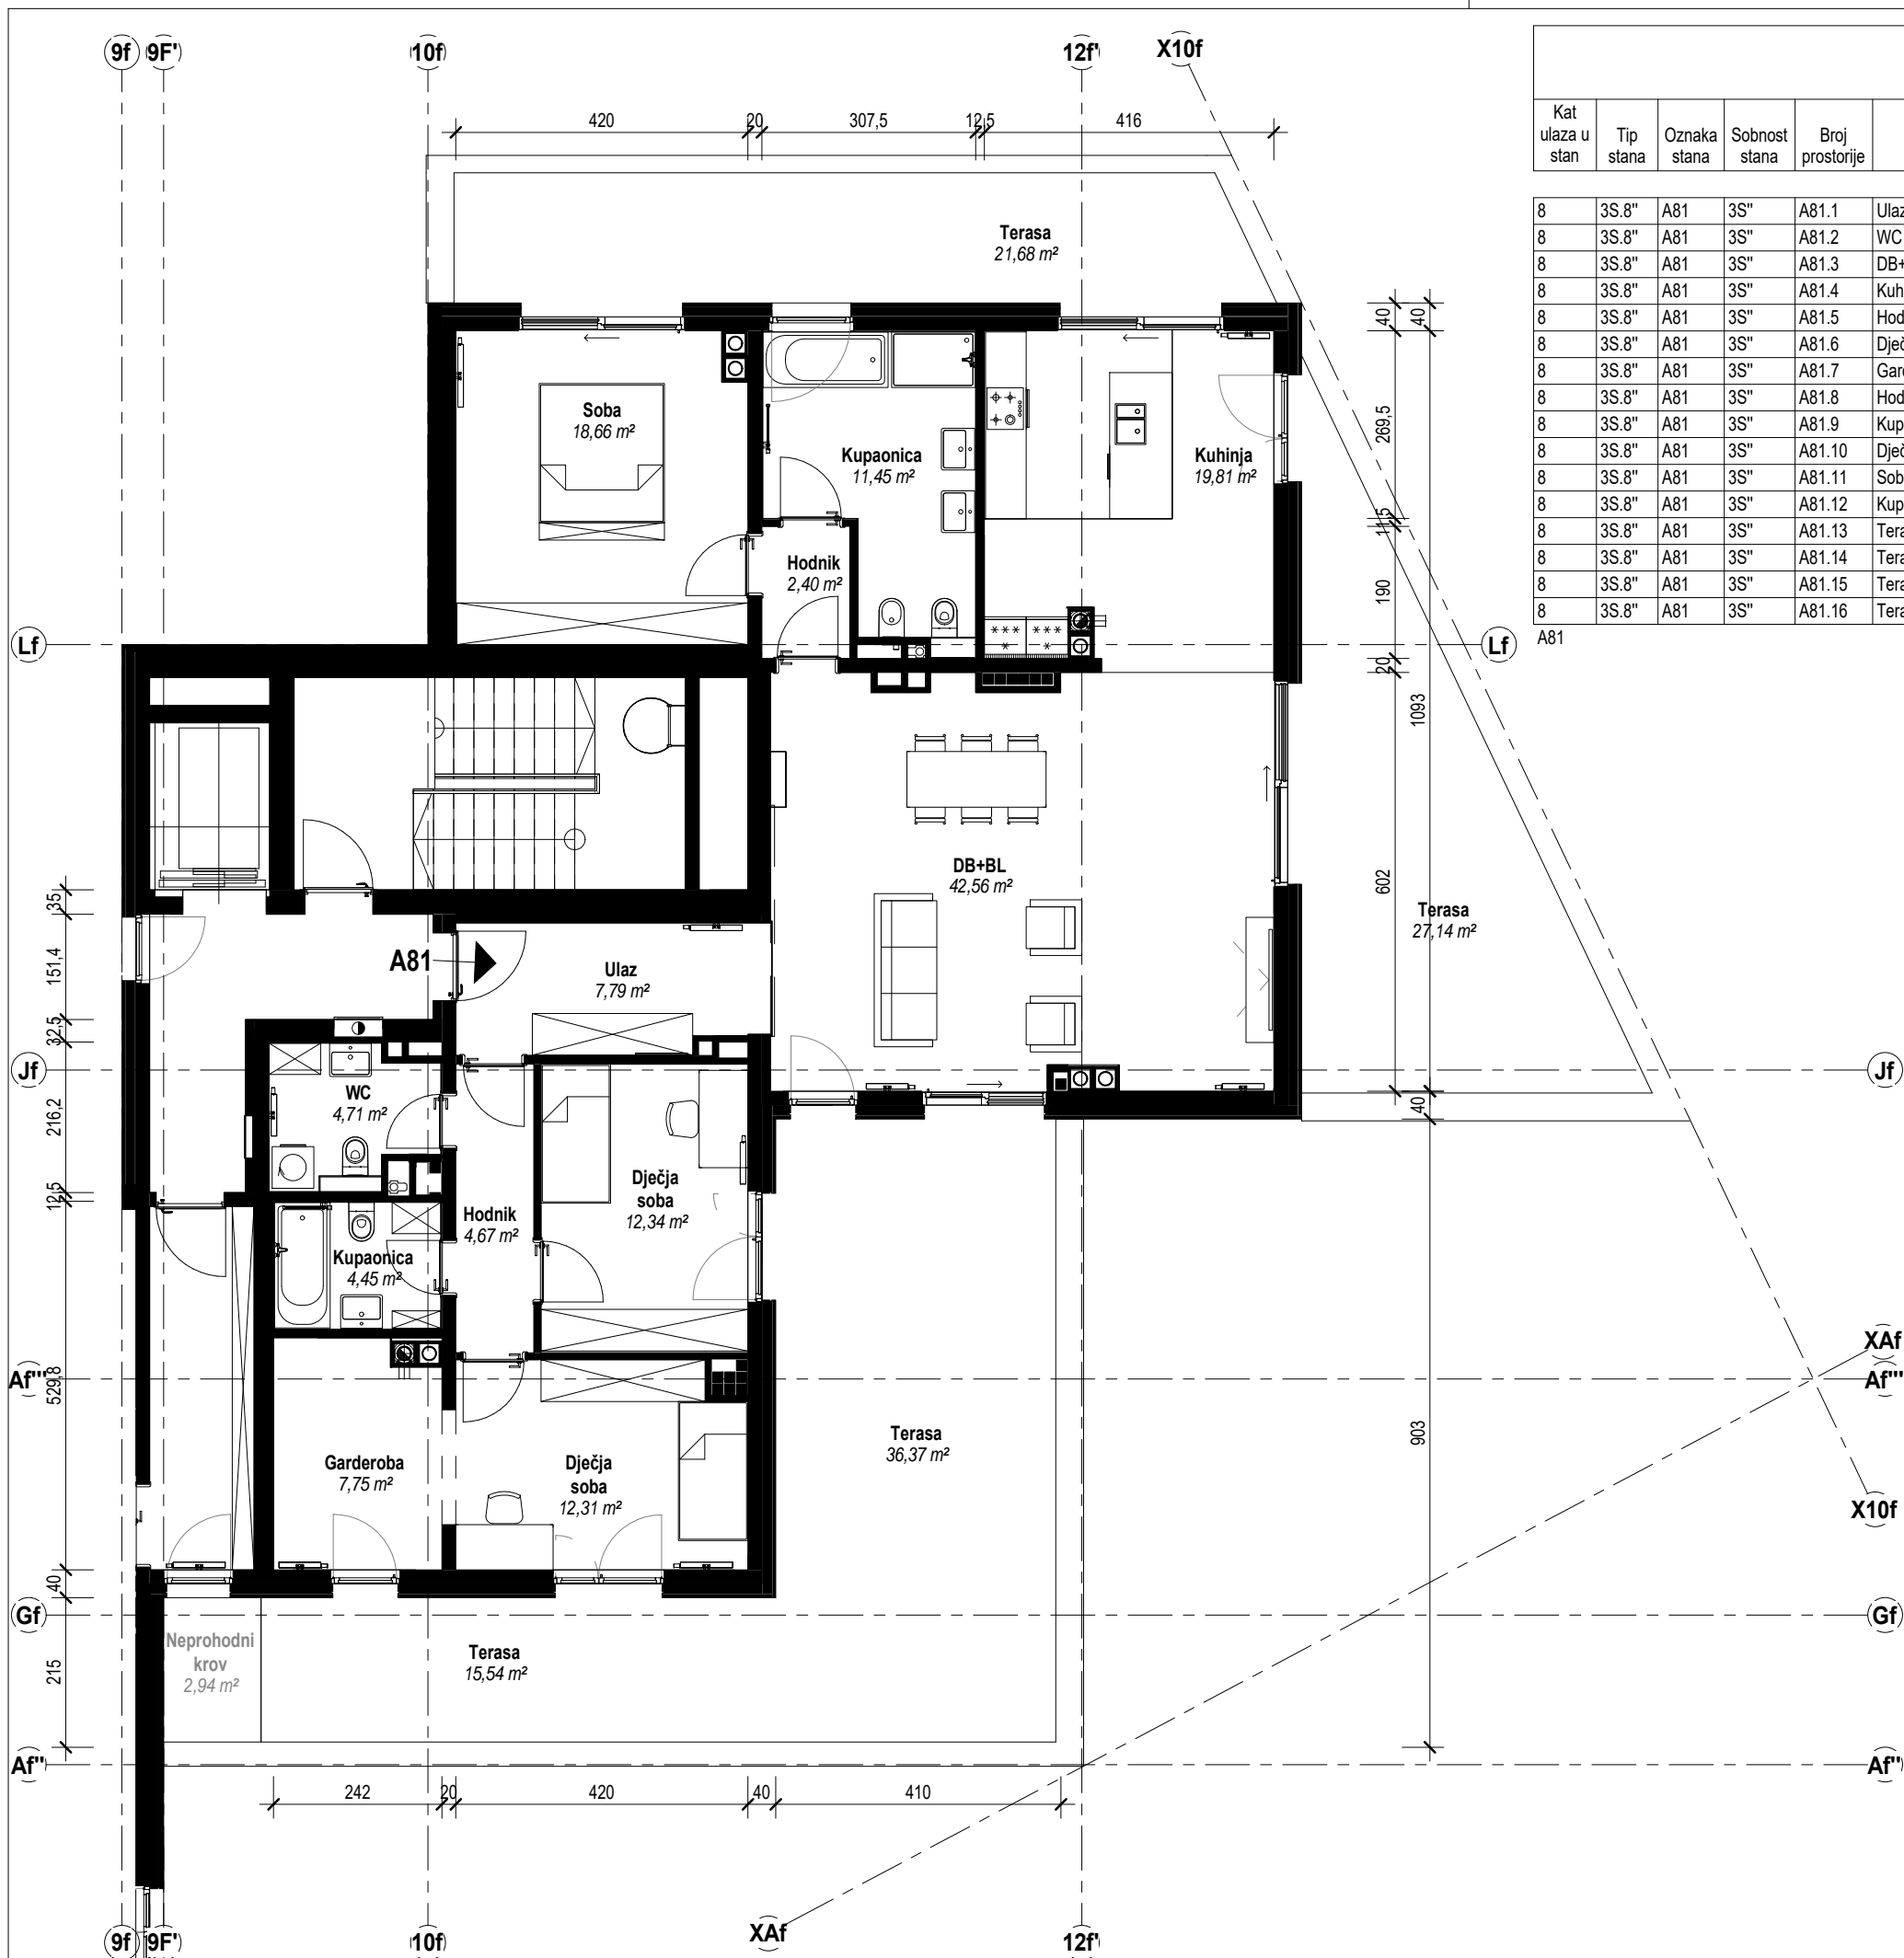 9f 9F' 10f 12f' X10f
420 20 307,5 12,5 416
Kat ulaza u stan
Tip stana
Oznaka stana
Sobnost stana
Broj prostorije
8 3S.8" A81 3S" A81.1
8 3S.8" A81 3S" A81.2 WC
8 3S.8" A81 3S" A81.3
8 3S.8" A81 3S" A81.4
8 3S.8" A81 3S" A81.5
8 3S.8" A81 3S" A81.6
8 3S.8" A81 3S" A81.7
8 3S.8" A81 3S" A81.8
8 3S.8" A81 3S" A81.9
8 3S.8" A81 3S" A81.10
8 3S.8" A81 3S" A81.11
8 3S.8" A81 3S" A81.12
8 3S.8" A81 3S" A81.13
8 3S.8" A81 3S" A81.14
8 3S.8" A81 3S" A81.15
8 3S.8" A81 3S" A81.16
A81
Terasa
21,68 m²
40 40
269,5
11,5
190
20
1093
602
40
903
Soba
18,66 m²
Kupaonica
11,45 m²
Kuhinja
19,81 m²
Hodnik
2,40 m²
Lf
Lf
DB+BL
42,56 m²
Terasa
27,14 m²
35
151,4
32,5
216,2
12,5
529,8
40
215
A81
Ulaz
7,79 m²
Jf
Jf
WC
4,71 m²
Dječja
soba
12,34 m²
Hodnik
4,67 m²
Kupaonica
4,45 m²
XAf
Af'''
Af'''
Garderoba
7,75 m²
Dječja
soba
12,31 m²
Terasa
36,37 m²
X10f
Gf
Gf
Neprohodni
krov
2,94 m²
Terasa
15,54 m²
Af''
Af''
242 20 420 40 410
9f 9F' 10f XAf 12f'